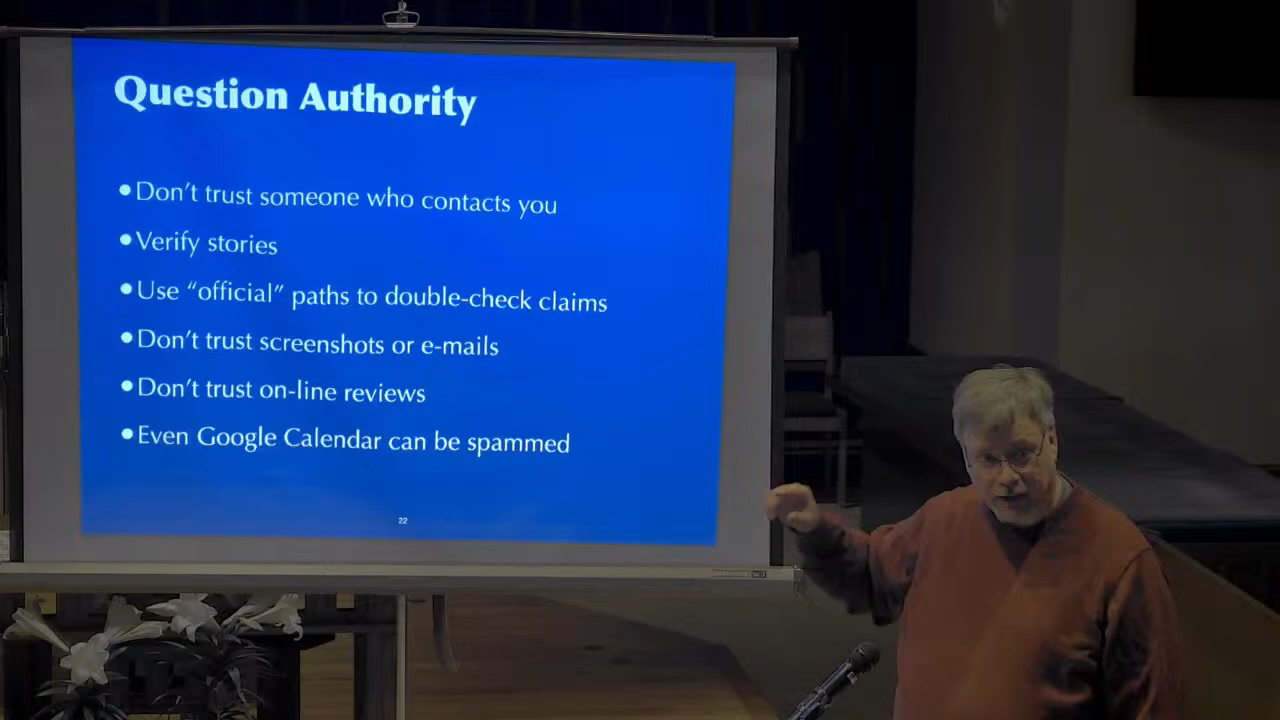 Question Authority
•Don't trust someone who contacts you
•Verify stories
•Use “official” paths to double-check claims
•Don't trust screenshots or e-mails
•Don't trust on-line reviews
•Even Google Calendar can be spammed
22